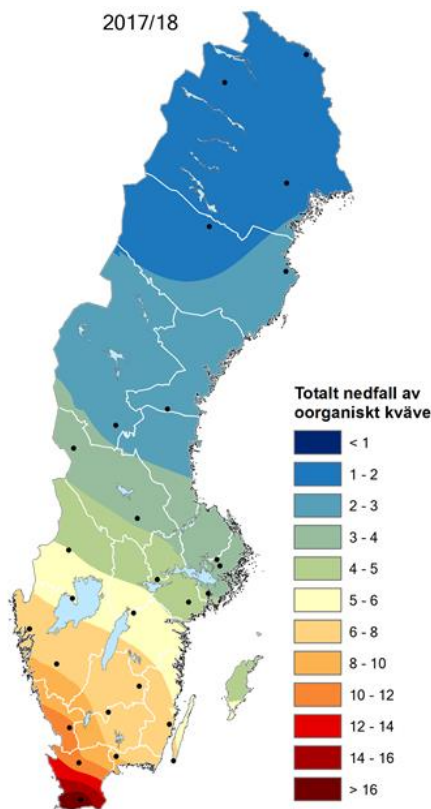 2017/18
Totalt nedfall av
oorganiskt kväve
< 1
1 - 2
2 - 3
3 - 4
4 - 5
5 - 6
6 - 8
8 - 10
10 - 12
12 - 14
14 - 16
> 16